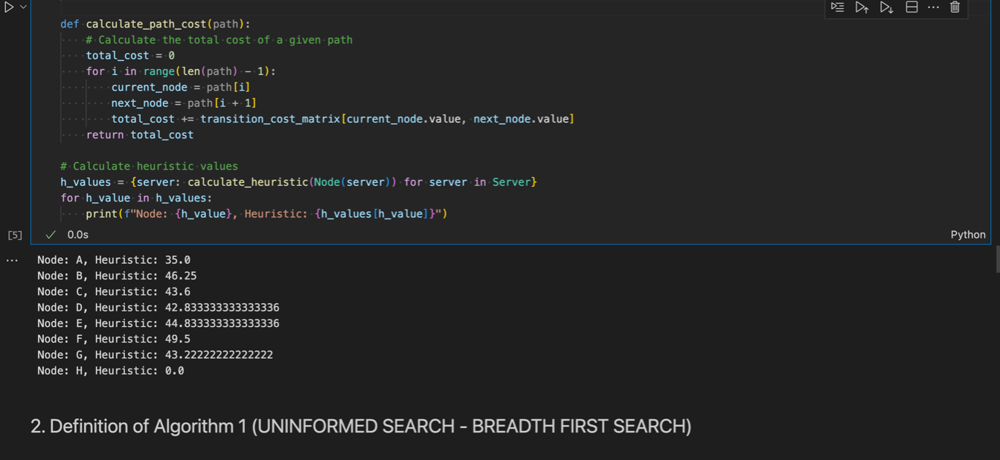 def calculate_path_cost(path):
    # Calculate the total cost of a given path
    total_cost = 0
    for i in range(len(path) - 1):
        current_node = path[i]
        next_node = path[i + 1]
        total_cost += transition_cost_matrix[current_node.value, next_node.value]
    return total_cost
# Calculate heuristic values
h_values = {server: calculate_heuristic(Node(server)) for server in Server}
for h_value in h_values:
    print(f"Node: {h_value}, Heuristic: {h_values[h_value]}")
[5] 0.0s Python
Node: A, Heuristic: 35.0
Node: B, Heuristic: 46.25
Node: C, Heuristic: 43.6
Node: D, Heuristic: 42.833333333333336
Node: E, Heuristic: 44.833333333333336
Node: F, Heuristic: 49.5
Node: G, Heuristic: 43.22222222222222
Node: H, Heuristic: 0.0
2. Definition of Algorithm 1 (UNINFORMED SEARCH - BREADTH FIRST SEARCH)